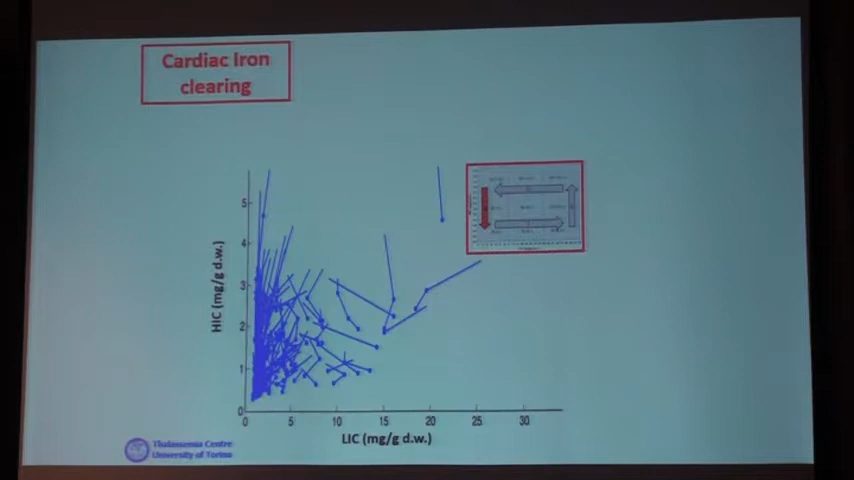 Cardiac Iron
clearing
5
4
3
2
1
0
HIC (mg/g d.w.)
0 5 10 15 20 25 30
LIC (mg/g d.w.)
Thalassemia Centre
University of Torino